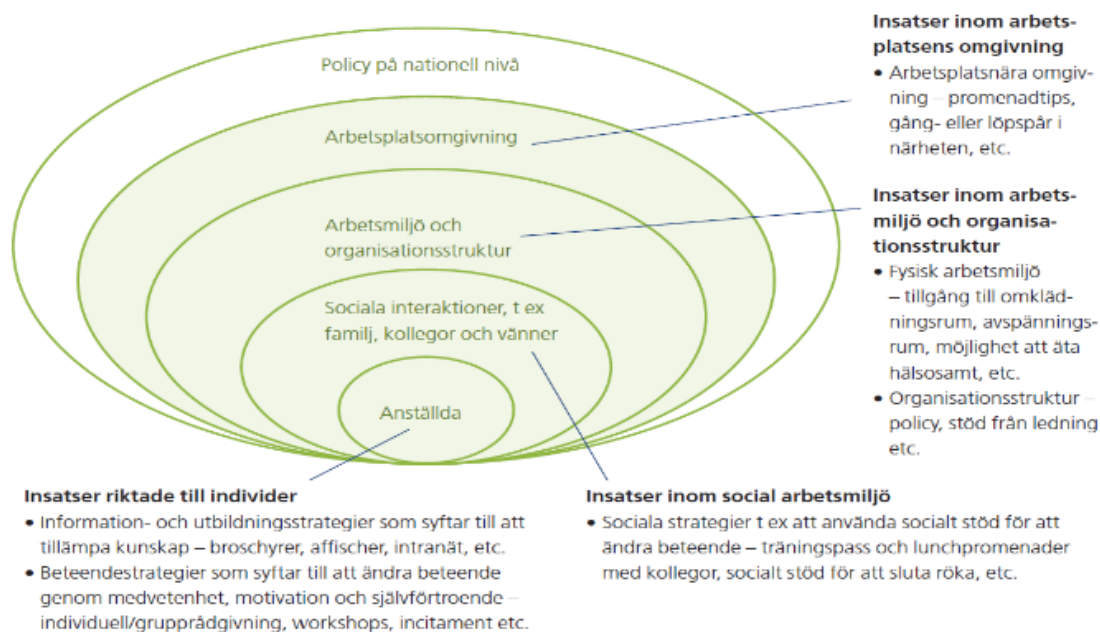 Policy på nationell nivå
Arbetsplatsomgivning
Arbetsmiljö och
organisationsstruktur
Sociala interaktioner, t ex
familj, kollegor och vänner
Anställda
Insatser inom arbets-
platsens omgivning
• Arbetsplatsnära omgiv-
ning – promenadtips,
gång- eller löpspår i
närheten, etc.
Insatser inom arbets-
miljö och organisa-
tionsstruktur
• Fysisk arbetsmiljö
– tillgång till omkläd-
ningsrum, avspännings-
rum, möjlighet att äta
hälsosamt, etc.
• Organisationsstruktur –
policy, stöd från ledning
etc.
Insatser riktade till individer
• Information- och utbildningsstrategier som syftar till att
tillämpa kunskap – broschyrer, affischer, intranät, etc.
• Beteendestrategier som syftar till att ändra beteende
genom medvetenhet, motivation och självförtroende –
individuell/grupprådgivning, workshops, incitament etc.
Insatser inom social arbetsmiljö
• Sociala strategier t ex att använda socialt stöd för att
ändra beteende – träningspass och lunchpromenader
med kollegor, socialt stöd för att sluta röka, etc.